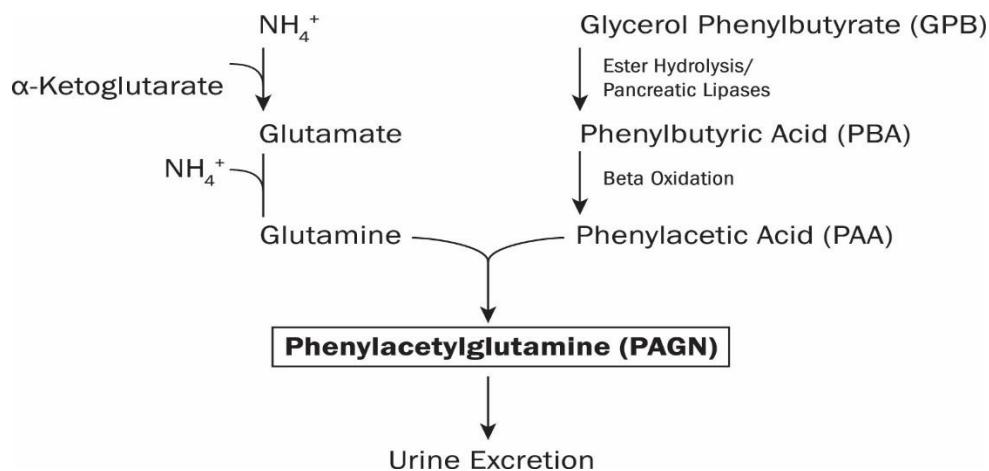 NH₄⁺
Glycerol Phenylbutyrate (GPB)
α-Ketoglutarate
Ester Hydrolysis/
Pancreatic Lipases
Glutamate
Phenylbutyric Acid (PBA)
NH₄⁺
Beta Oxidation
Glutamine
Phenylacetic Acid (PAA)
Phenylacetylglutamine (PAGN)
Urine Excretion